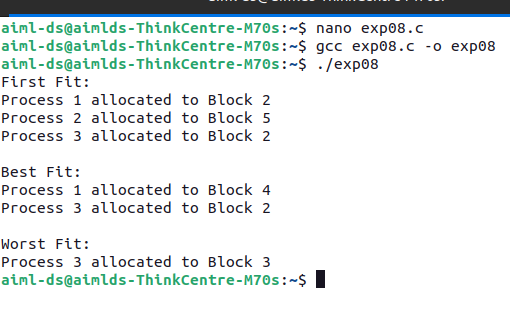 aiml-ds@aimlds-ThinkCentre-M70s:~$ nano exp08.c
aiml-ds@aimlds-ThinkCentre-M70s:~$ gcc exp08.c -o exp08
aiml-ds@aimlds-ThinkCentre-M70s:~$ ./exp08
First Fit:
Process 1 allocated to Block 2
Process 2 allocated to Block 5
Process 3 allocated to Block 2
Best Fit:
Process 1 allocated to Block 4
Process 3 allocated to Block 2
Worst Fit:
Process 3 allocated to Block 3
aiml-ds@aimlds-ThinkCentre-M70s:~$